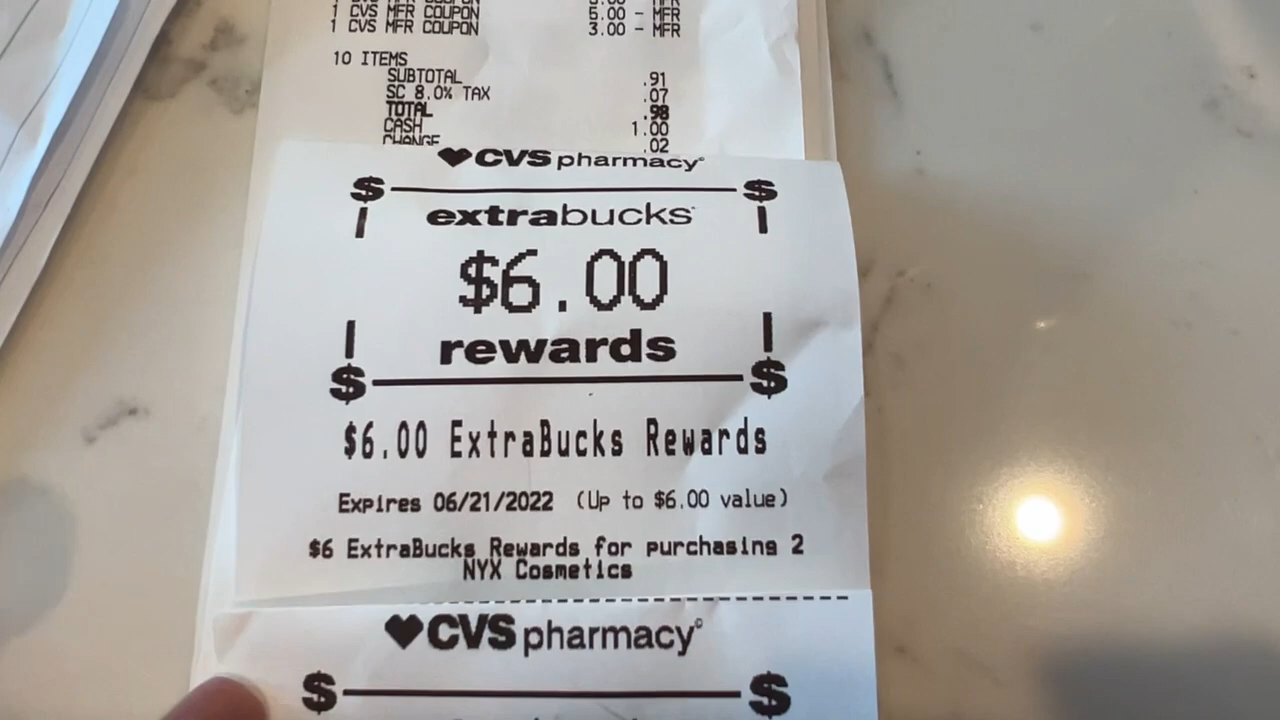 1 CVS MFR COUPON 5.00 - MFR
1 CVS MFR COUPON 3.00 - MFR
10 ITEMS
SUBTOTAL .91
SC 8.0% TAX .07
TOTAL .98
CASH 1.00
CHANGE .02
CVS pharmacy
$ $
extrabucks
$6.00
rewards
$ $
$6.00 ExtraBucks Rewards
Expires 06/21/2022 (Up to $6.00 value)
$6 ExtraBucks Rewards for purchasing 2
NYX Cosmetics
CVS pharmacy
$ $